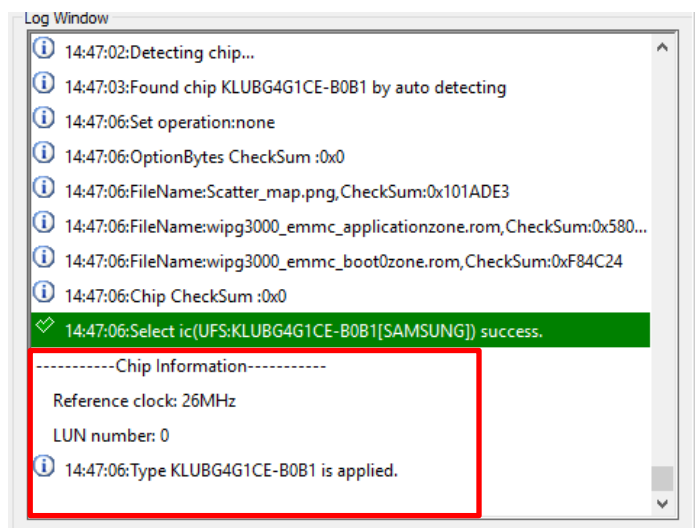 Log Window
14:47:02:Detecting chip...
14:47:03:Found chip KLUBG4G1CE-B0B1 by auto detecting
14:47:06:Set operation:none
14:47:06:OptionBytes CheckSum :0x0
14:47:06:FileName:Scatter_map.png,CheckSum:0x101ADE3
14:47:06:FileName:wipg3000_emmc_applicationzone.rom,CheckSum:0x580...
14:47:06:FileName:wipg3000_emmc_boot0zone.rom,CheckSum:0xF84C24
14:47:06:Chip CheckSum :0x0
14:47:06:Select ic(UFS:KLUBG4G1CE-B0B1[SAMSUNG]) success.
-----------Chip Information-----------
Reference clock: 26MHz
LUN number: 0
14:47:06:Type KLUBG4G1CE-B0B1 is applied.